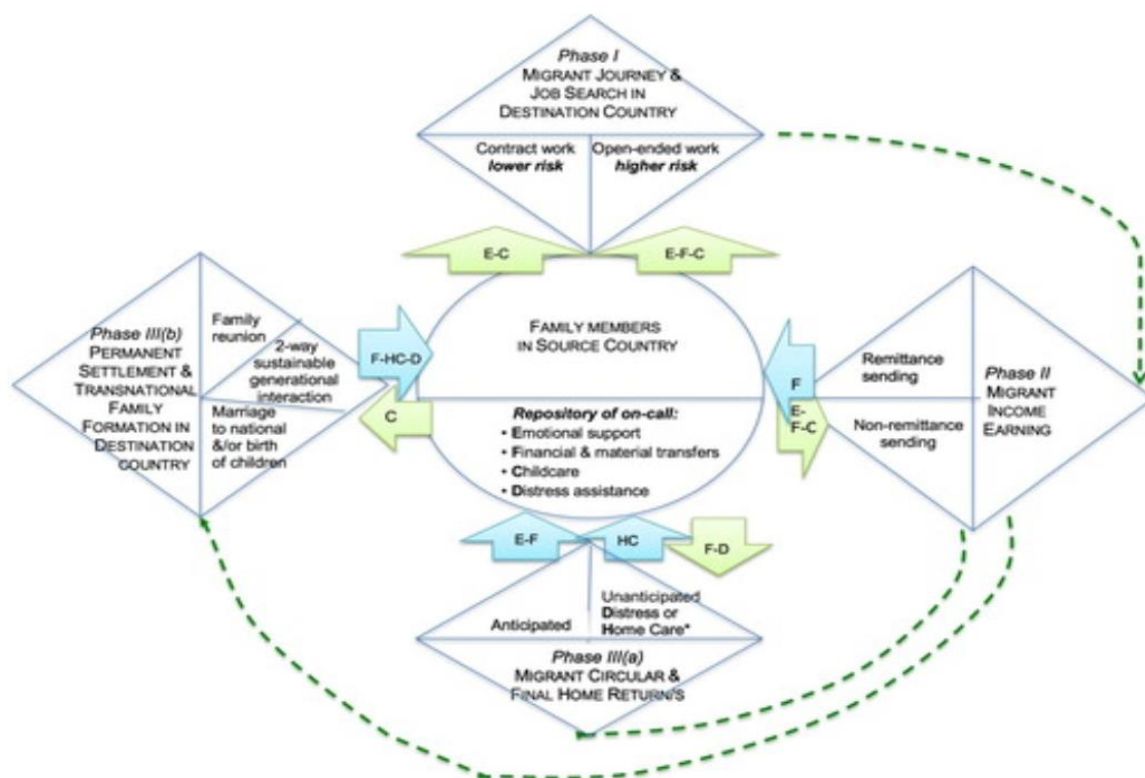 Phase I
MIGRANT JOURNEY &
JOB SEARCH IN
DESTINATION COUNTRY
Contract work
lower risk
Open-ended work
higher risk
E-C
E-F-C
Phase III(b)
PERMANENT
SETTLEMENT &
TRANSNATIONAL
FAMILY
FORMATION IN
DESTINATION
COUNTRY
Family
reunion
2-way
sustainable
generational
interaction
Marriage
to national
&/or birth
of children
F-HC-D
C
FAMILY MEMBERS
IN SOURCE COUNTRY
Repository of on-call:
• Emotional support
• Financial & material transfers
• Childcare
• Distress assistance
F
E-
F-C
Remittance
sending
Non-remittance
sending
Phase II
MIGRANT
INCOME
EARNING
E-F
HC
F-D
Anticipated
Unanticipated
Distress or
Home Care*
Phase III(a)
MIGRANT CIRCULAR &
FINAL HOME RETURN/S